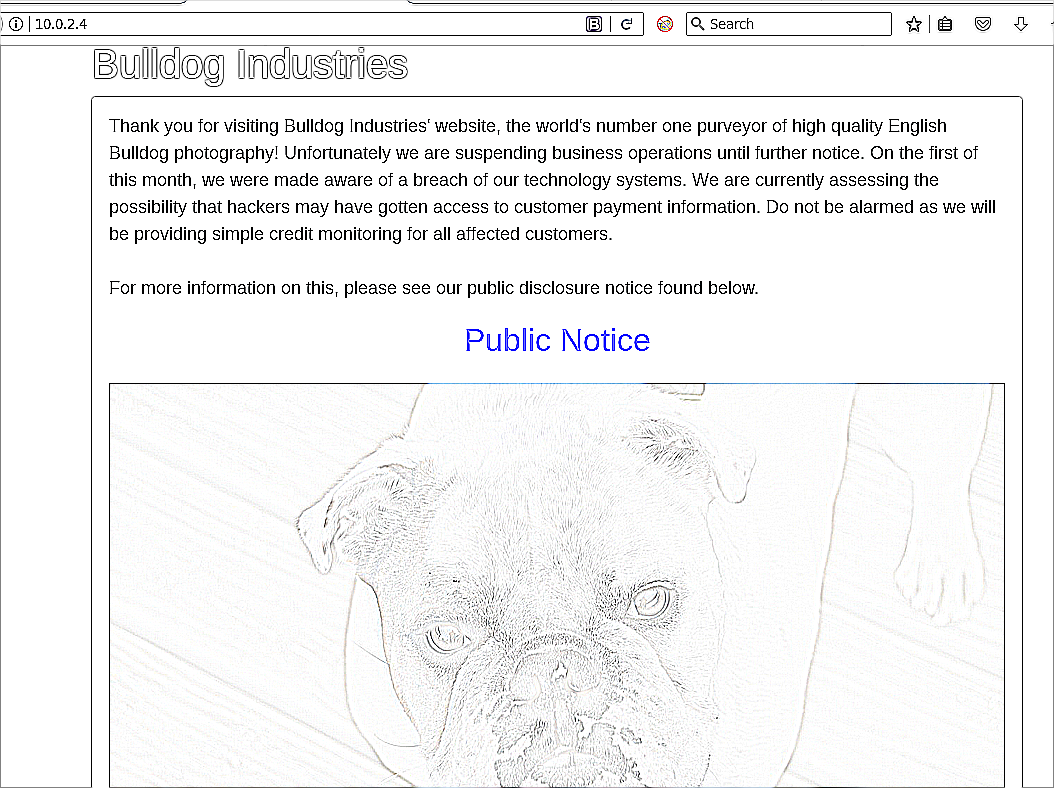 10.0.2.4
Search
Bulldog Industries
Thank you for visiting Bulldog Industries' website, the world's number one purveyor of high quality English
Bulldog photography! Unfortunately we are suspending business operations until further notice. On the first of
this month, we were made aware of a breach of our technology systems. We are currently assessing the
possibility that hackers may have gotten access to customer payment information. Do not be alarmed as we will
be providing simple credit monitoring for all affected customers.
For more information on this, please see our public disclosure notice found below.
Public Notice